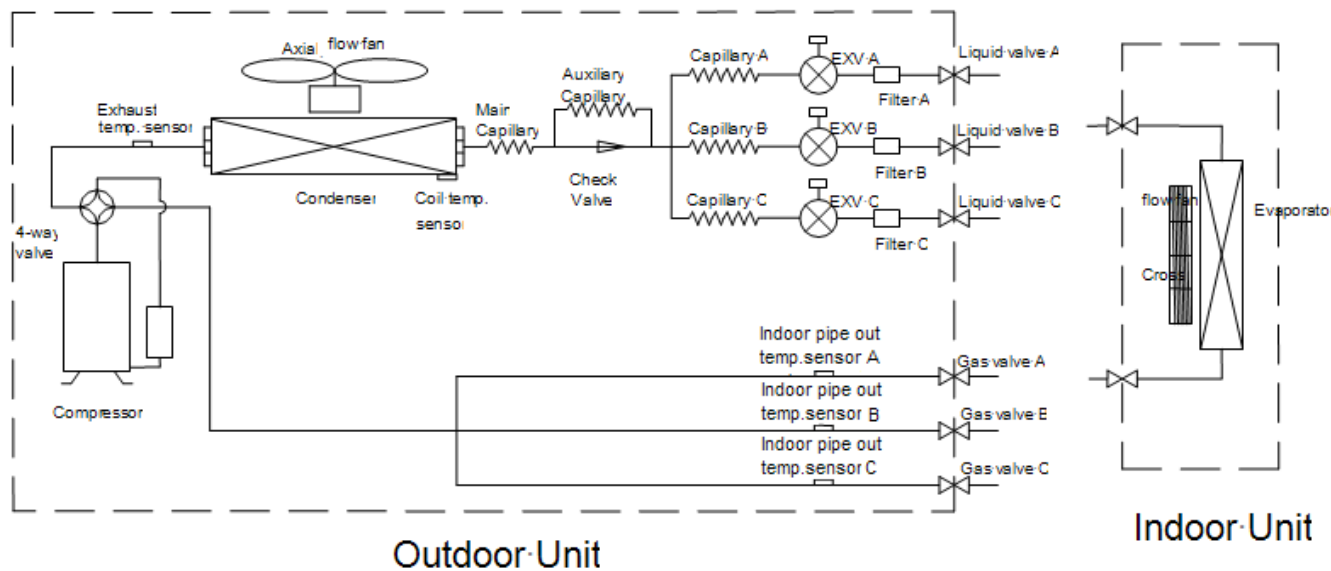 Axial flow fan
Exhaust
temp. sensor
Condenser
Coil temp.
sensor
4-way
valve
Compressor
Main
Capillary
Auxiliary
Capillary
Check
Valve
Capillary A
EXV A
Filter A
Liquid valve A
Capillary B
EXV B
Filter B
Liquid valve B
Capillary C
EXV C
Filter C
Liquid valve C
Indoor pipe out
temp.sensor A
Gas valve A
Indoor pipe out
temp.sensor B
Gas valve B
Indoor pipe out
temp.sensor C
Gas valve C
Outdoor Unit
flow fan
Cross
Evaporator
Indoor Unit